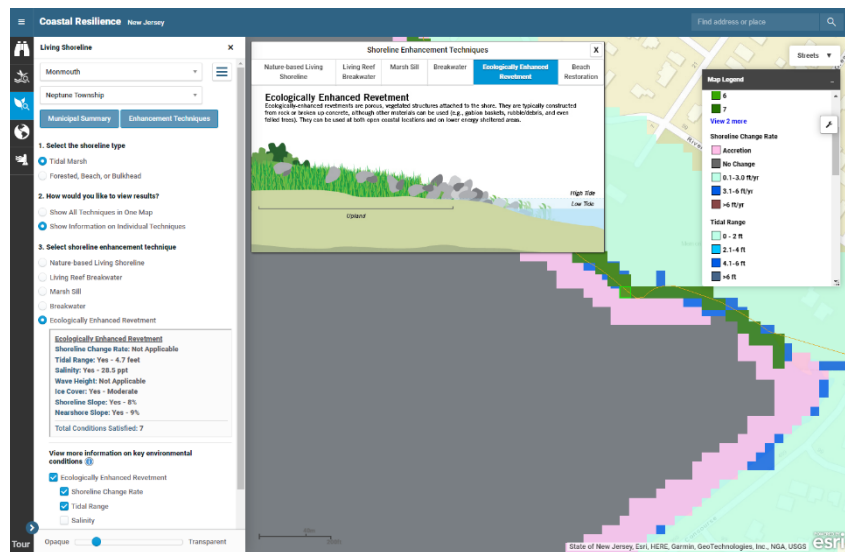 Coastal Resilience New Jersey
Find address or place
Living Shoreline
x
Monmouth
Neptune Township
Municipal Summary
Enhancement Techniques
1. Select the shoreline type
Tidal Marsh
Forested, Beach, or Bulkhead
2. How would you like to view results?
Show All Techniques in One Map
Show Information on Individual Techniques
3. Select shoreline enhancement technique
Nature-based Living Shoreline
Living Reef Breakwater
Marsh Sill
Breakwater
Ecologically Enhanced Revetment
Ecologically Enhanced Revetment
Shoreline Change Rate: Not Applicable
Tidal Range: Yes - 4.7 feet
Salinity: Yes - 28.5 ppt
Wave Height: Not Applicable
Ice Cover: Yes - Moderate
Shoreline Slope: Yes - 8%
Nearshore Slope: Yes - 9%
Total Conditions Satisfied: 7
View more information on key environmental
conditions
Ecologically Enhanced Revetment
Shoreline Change Rate
Tidal Range
Salinity
Opaque
Transparent
Tour
Shoreline Enhancement Techniques
X
Nature-based Living
Shoreline
Living Reef
Breakwater
Marsh Sill
Breakwater
Ecologically Enhanced
Revetment
Beach
Restoration
Ecologically Enhanced Revetment
Ecologically-enhanced revetments are porous, vegetated structures attached to the shore. They are typically constructed
from rock or broken up concrete, although other materials can be used (e.g., gabion baskets, rubble/debris, and even
felled trees). They can be used at both open coastal locations and on lower energy sheltered areas.
High Tide
Low Tide
Upland
Streets
Map Legend
6
7
View 2 more
Shoreline Change Rate
Accretion
No Change
0.1-3.0 ft/yr
3.1-6 ft/yr
>6 ft/yr
Tidal Range
0 - 2 ft
2.1-4 ft
4.1-6 ft
>6 ft
State of New Jersey, Esri, HERE, Garmin, GeoTechnologies, Inc., NGA, USGS
esri